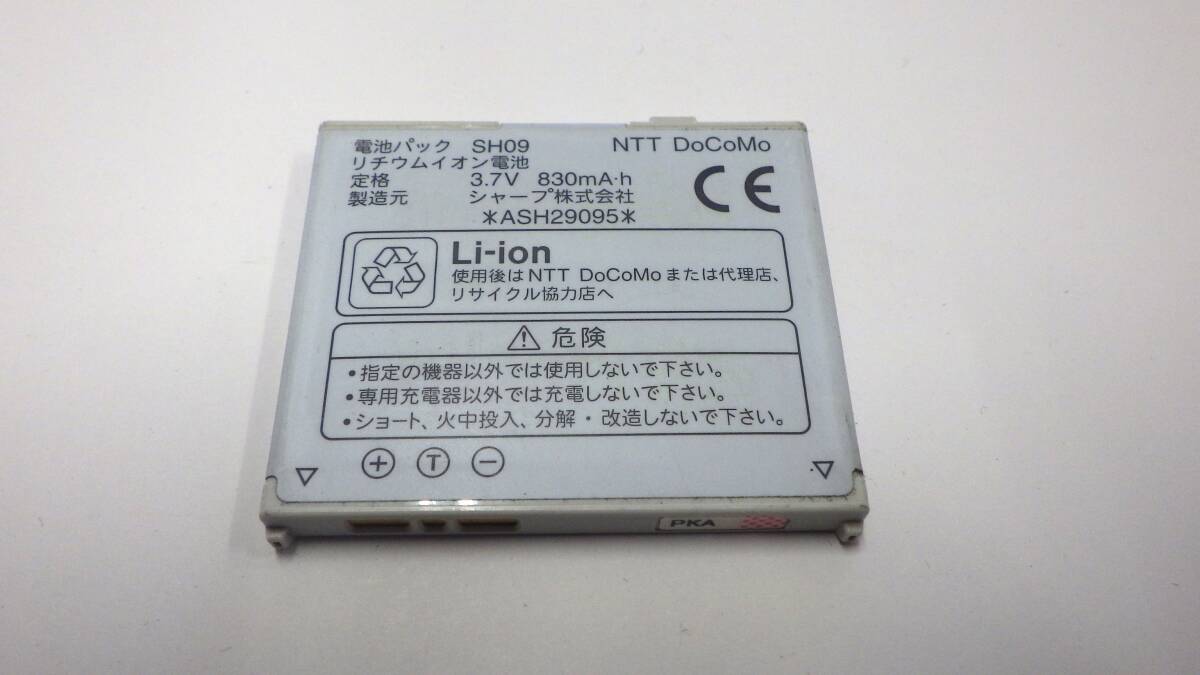 電池パック SH09 NTT DoCoMo
リチウムイオン電池
定格 3.7V 830mA·h
製造元 シャープ株式会社
CE
*ASH29095*
Li-ion
使用後はNTT DoCoMoまたは代理店、
リサイクル協力店へ
危険
•指定の機器以外では使用しないで下さい。
•専用充電器以外では充電しないで下さい。
•ショート、火中投入、分解・改造しないで下さい。
+ T −
PKA